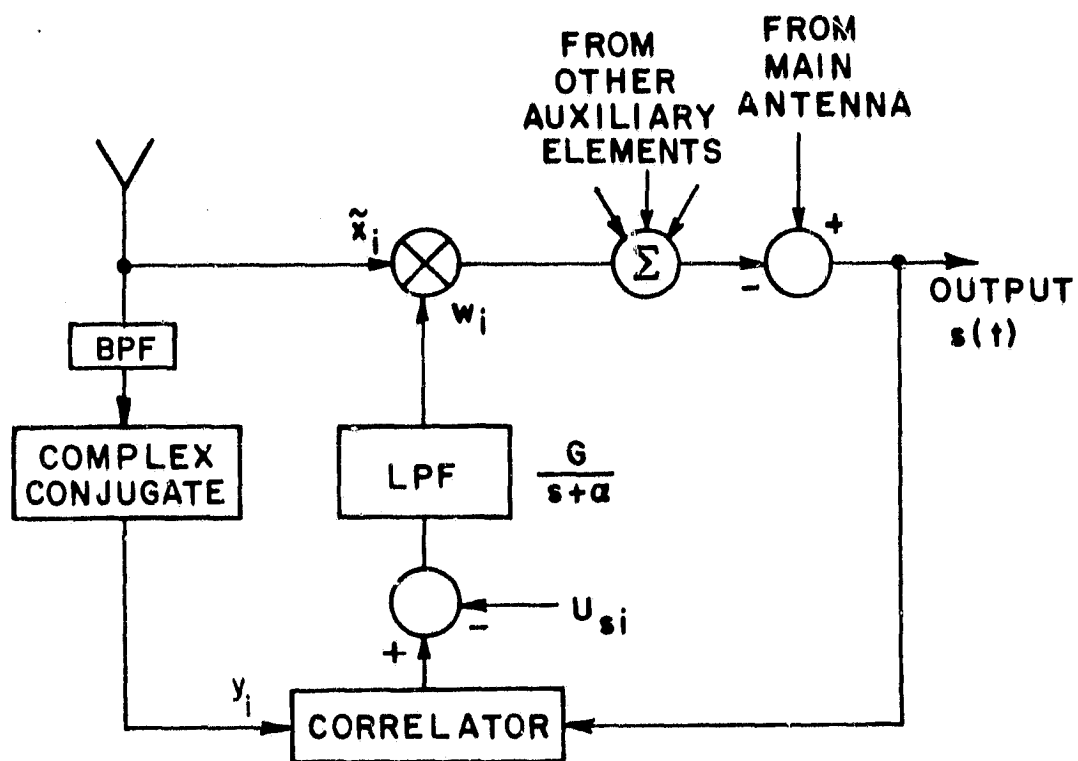 FROM
OTHER
AUXILIARY
ELEMENTS
FROM
MAIN
ANTENNA
x̃i
wi
Σ
+
-
OUTPUT
s(t)
BPF
COMPLEX
CONJUGATE
LPF
G
s+α
Usi
-
+
yi
CORRELATOR